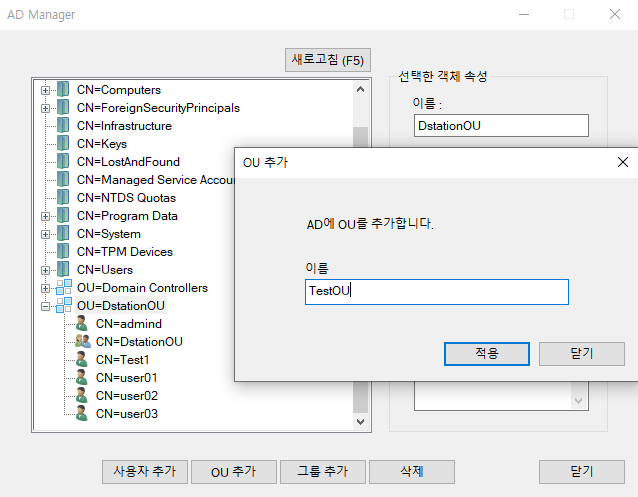 AD Manager
새로고침 (F5)
CN=Computers
CN=ForeignSecurityPrincipals
CN=Infrastructure
CN=Keys
CN=LostAndFound
CN=Managed Service Accou
CN=NTDS Quotas
CN=Program Data
CN=System
CN=TPM Devices
CN=Users
OU=Domain Controllers
OU=DstationOU
CN=admind
CN=DstationOU
CN=Test1
CN=user01
CN=user02
CN=user03
선택한 객체 속성
이름 :
DstationOU
OU 추가
AD에 OU를 추가합니다.
이름
TestOU
적용
닫기
사용자 추가
OU 추가
그룹 추가
삭제
닫기